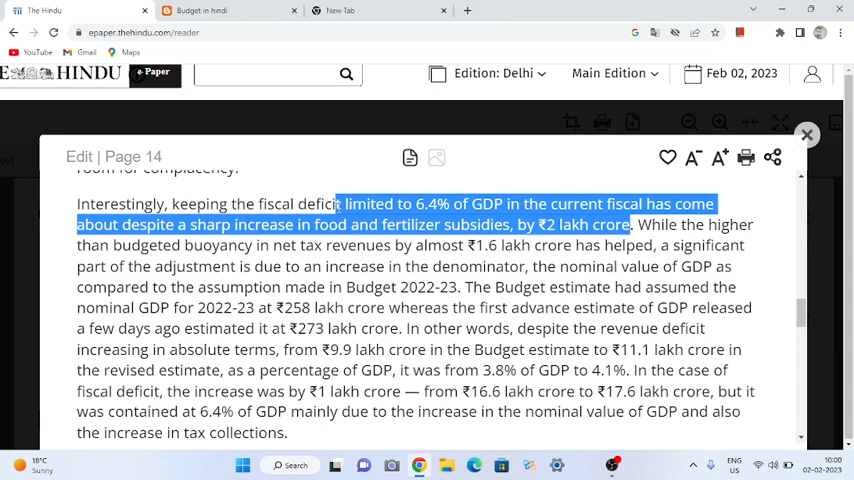 The Hindu
Budget in hindi
New Tab
epaper.thehindu.com/reader
YouTube
Gmail
Maps
E HINDU
e-Paper
Edition: Delhi
Main Edition
Feb 02, 2023
Edit | Page 14
room for complacency.
Interestingly, keeping the fiscal deficit limited to 6.4% of GDP in the current fiscal has come
about despite a sharp increase in food and fertilizer subsidies, by ₹2 lakh crore. While the higher
than budgeted buoyancy in net tax revenues by almost ₹1.6 lakh crore has helped, a significant
part of the adjustment is due to an increase in the denominator, the nominal value of GDP as
compared to the assumption made in Budget 2022-23. The Budget estimate had assumed the
nominal GDP for 2022-23 at ₹258 lakh crore whereas the first advance estimate of GDP released
a few days ago estimated it at ₹273 lakh crore. In other words, despite the revenue deficit
increasing in absolute terms, from ₹9.9 lakh crore in the Budget estimate to ₹11.1 lakh crore in
the revised estimate, as a percentage of GDP, it was from 3.8% of GDP to 4.1%. In the case of
fiscal deficit, the increase was by ₹1 lakh crore — from ₹16.6 lakh crore to ₹17.6 lakh crore, but it
was contained at 6.4% of GDP mainly due to the increase in the nominal value of GDP and also
the increase in tax collections.
18°C
Sunny
Search
ENG
US
10:00
02-02-2023